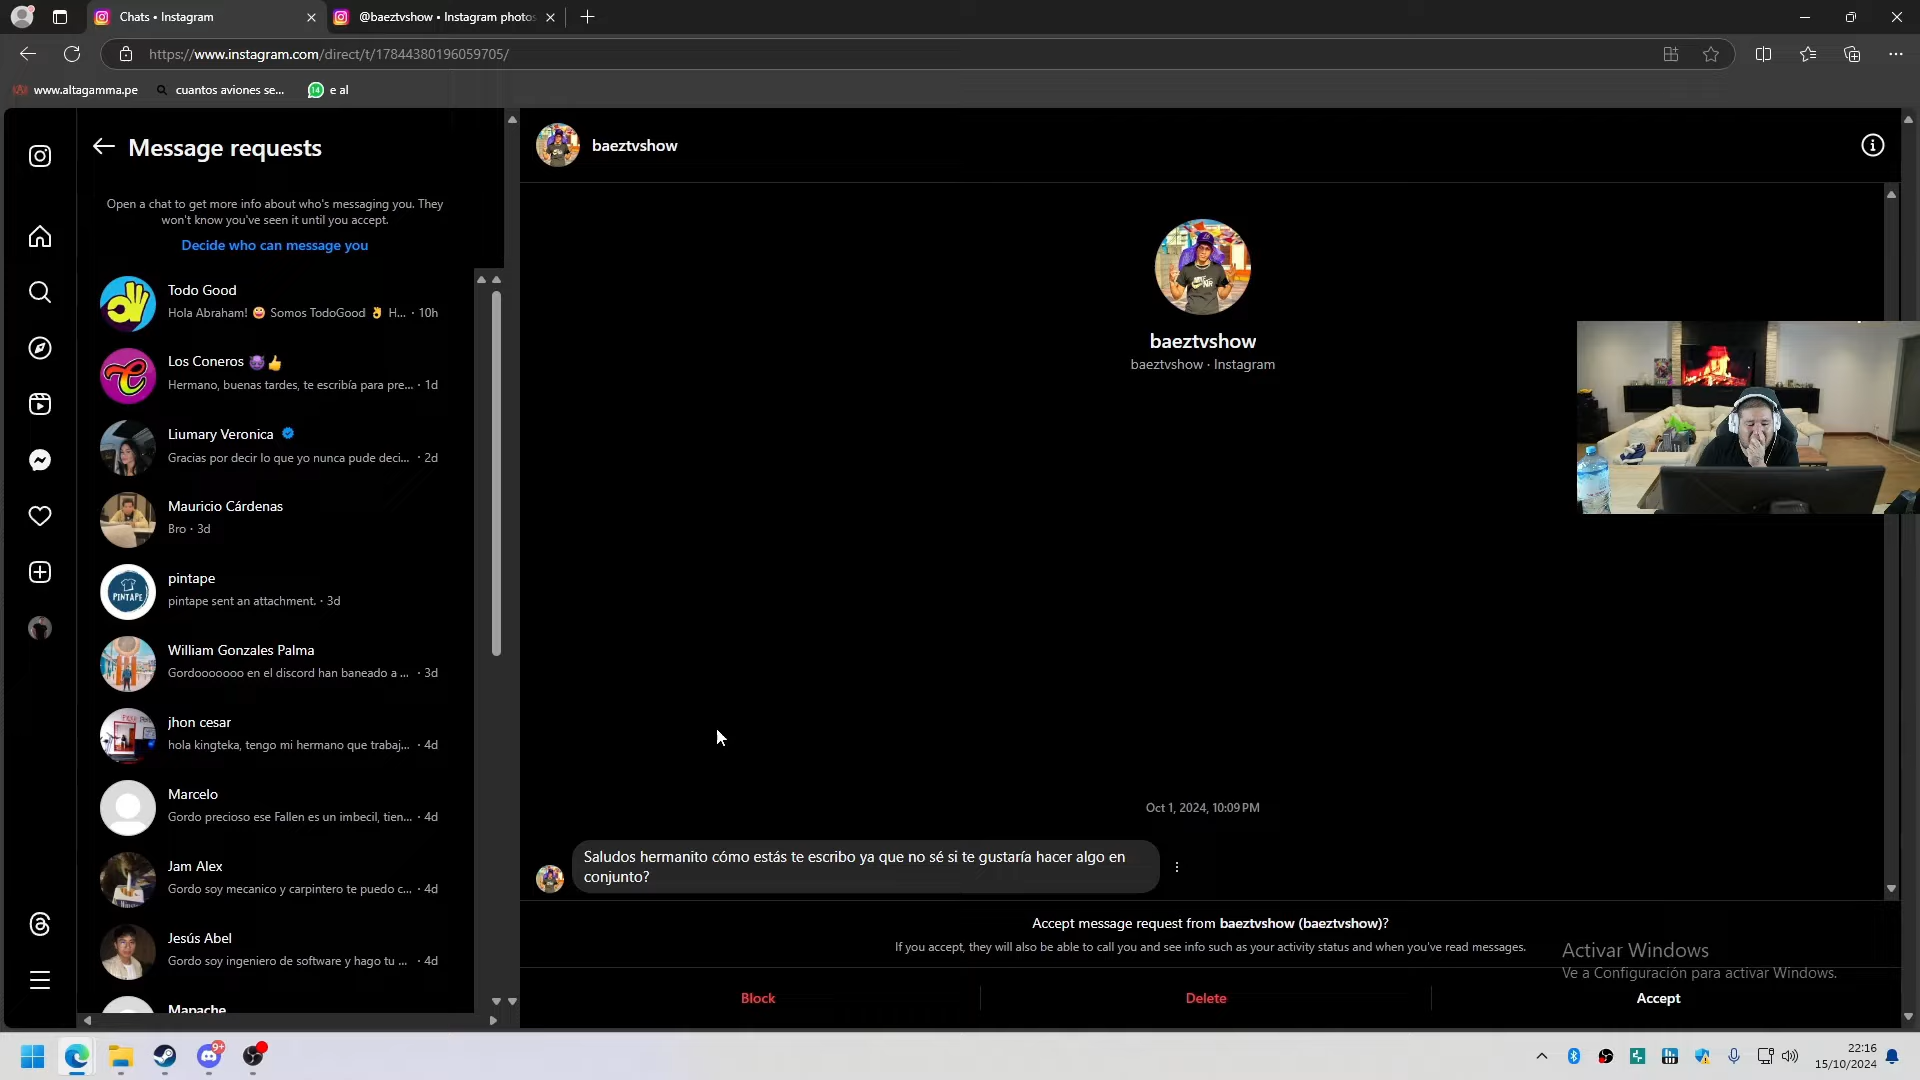 Chats • Instagram
@baeztvshow • Instagram photos
https://www.instagram.com/direct/t/17844380196059705/
www.altagamma.pe
cuantos aviones se...
14
e al
Message requests
Open a chat to get more info about who's messaging you. They
won't know you've seen it until you accept.
Decide who can message you
Todo Good
Hola Abraham! 😀 Somos TodoGood 👌 H... · 10h
Los Coneros 😈👍
Hermano, buenas tardes, te escribía para pre... · 1d
Liumary Veronica
Gracias por decir lo que yo nunca pude deci... · 2d
Mauricio Cárdenas
Bro · 3d
PINTAPE
pintape
pintape sent an attachment. · 3d
William Gonzales Palma
Gordooooooo en el discord han baneado a ... · 3d
jhon cesar
hola kingteka, tengo mi hermano que trabaj... · 4d
Marcelo
Gordo precioso ese Fallen es un imbecil, tien... · 4d
Jam Alex
Gordo soy mecanico y carpintero te puedo c... · 4d
Jesús Abel
Gordo soy ingeniero de software y hago tu ... · 4d
Mapache
baeztvshow
baeztvshow
baeztvshow · Instagram
Oct 1, 2024, 10:09 PM
Saludos hermanito cómo estás te escribo ya que no sé si te gustaría hacer algo en
conjunto?
Accept message request from baeztvshow (baeztvshow)?
If you accept, they will also be able to call you and see info such as your activity status and when you've read messages.
Block
Delete
Accept
Activar Windows
Ve a Configuración para activar Windows.
9+
22:16
15/10/2024